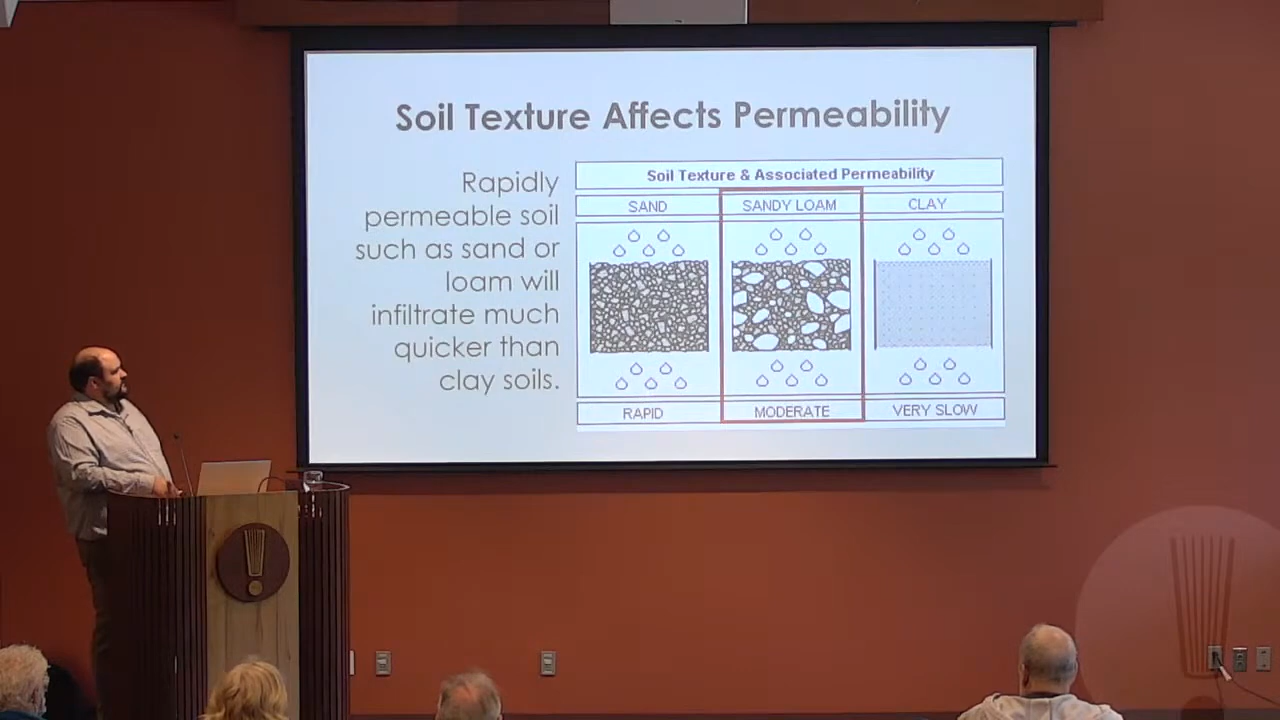 Soil Texture Affects Permeability
Rapidly
permeable soil
such as sand or
loam will
infiltrate much
quicker than
clay soils.
Soil Texture & Associated Permeability
SAND SANDY LOAM CLAY
RAPID MODERATE VERY SLOW